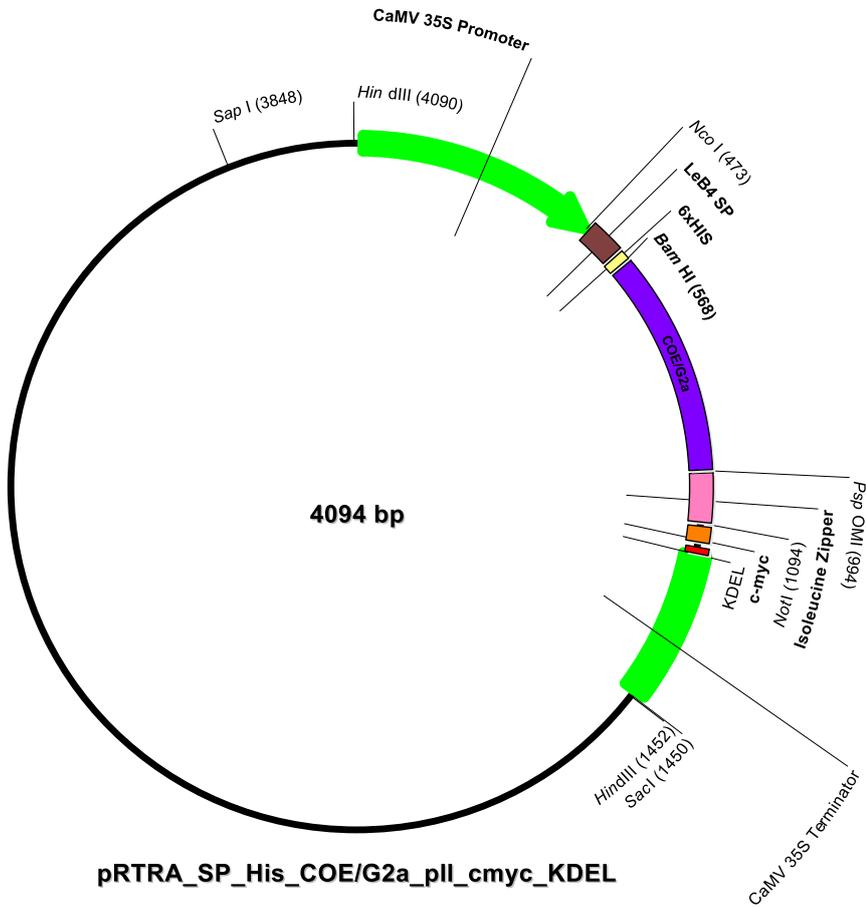 CaMV 35S Promoter
Sap I (3848)
Hin dIII (4090)
Nco I (473)
LeB4 SP
6xHIS
Bam HI (568)
COE/G2a
Psp OMI (994)
Isoleucine Zipper
NotI (1094)
c-myc
KDEL
4094 bp
HindIII (1452)
SacI (1450)
CaMV 35S Terminator
pRTRA_SP_His_COE/G2a_pII_cmyc_KDEL